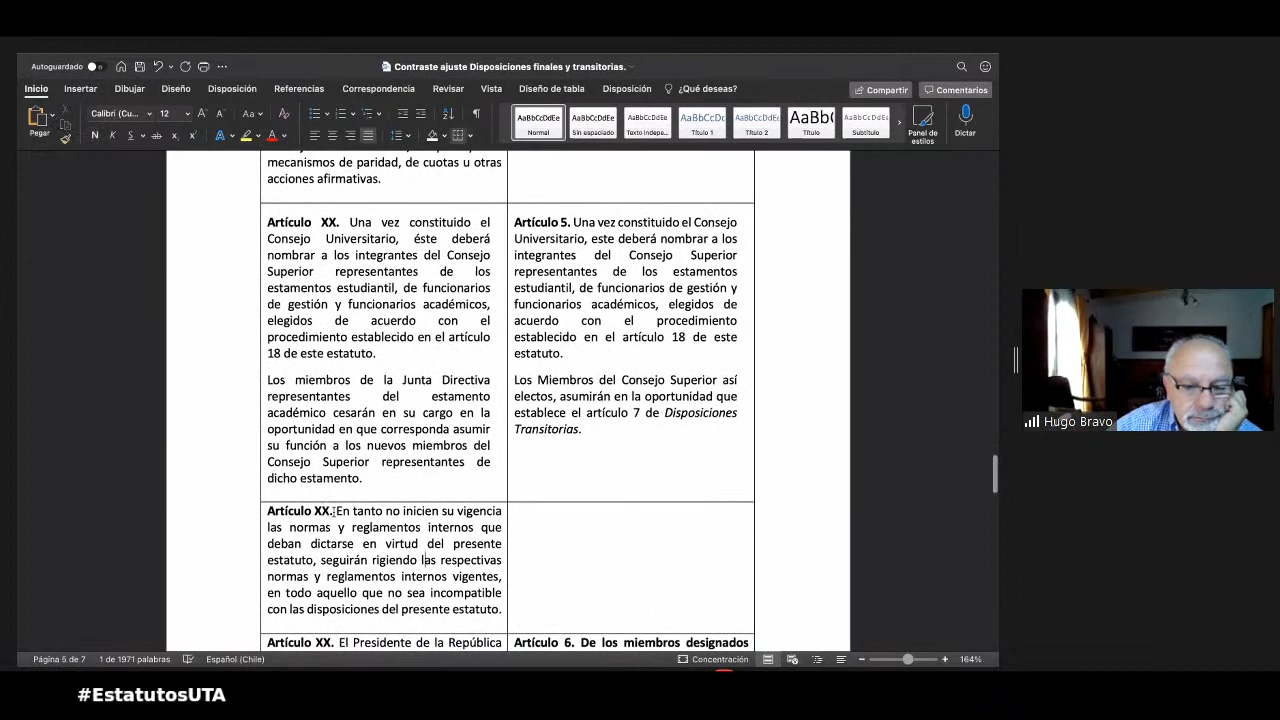 Autoguardado
Contraste ajuste Disposiciones finales y transitorias.
Inicio Insertar Dibujar Diseño Disposición Referencias Correspondencia Revisar Vista Diseño de tabla Disposición ¿Qué deseas? Compartir Comentarios
Pegar
Calibri (Cu... 12
AaBbCcDdEe Normal
AaBbCcDdEe Sin espaciado
AaBbCcDdE Texto indepe...
AaBbCcDc Título 1
AaBbCcDdE Título 2
AaBbC Título
AaBbCcDdEe Subtítulo
Panel de estilos
Dictar
mecanismos de paridad, de cuotas u otras
acciones afirmativas.
Artículo XX. Una vez constituido el
Consejo Universitario, éste deberá
nombrar a los integrantes del Consejo
Superior representantes de los
estamentos estudiantil, de funcionarios
de gestión y funcionarios académicos,
elegidos de acuerdo con el
procedimiento establecido en el artículo
18 de este estatuto.
Los miembros de la Junta Directiva
representantes del estamento
académico cesarán en su cargo en la
oportunidad en que corresponda asumir
su función a los nuevos miembros del
Consejo Superior representantes de
dicho estamento.
Artículo 5. Una vez constituido el Consejo
Universitario, este deberá nombrar a los
integrantes del Consejo Superior
representantes de los estamentos
estudiantil, de funcionarios de gestión y
funcionarios académicos, elegidos de
acuerdo con el procedimiento
establecido en el artículo 18 de este
estatuto.
Los Miembros del Consejo Superior así
electos, asumirán en la oportunidad que
establece el artículo 7 de Disposiciones
Transitorias.
Artículo XX. En tanto no inicien su vigencia
las normas y reglamentos internos que
deban dictarse en virtud del presente
estatuto, seguirán rigiendo las respectivas
normas y reglamentos internos vigentes,
en todo aquello que no sea incompatible
con las disposiciones del presente estatuto.
Artículo XX. El Presidente de la República
Artículo 6. De los miembros designados
Página 5 de 7 1 de 1971 palabras Español (Chile) Concentración 164%
Hugo Bravo
#EstatutosUTA